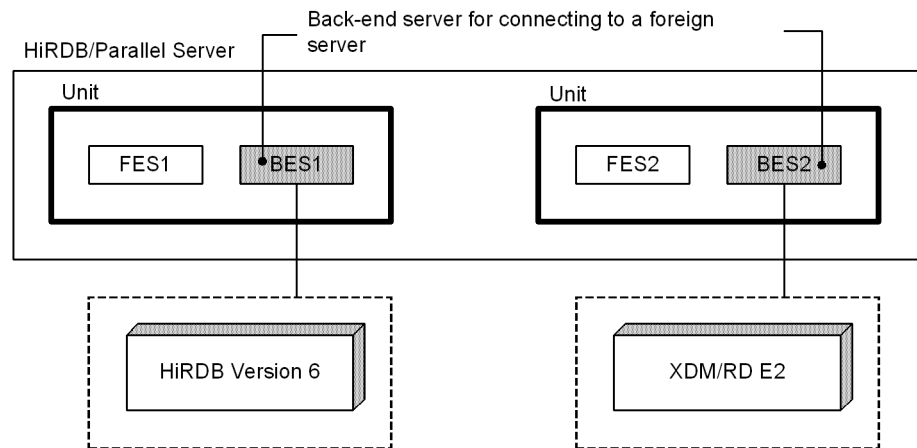 Back-end server for connecting to a foreign
server
HiRDB/Parallel Server
Unit
Unit
FES1
BES1
FES2
BES2
HiRDB Version 6
XDM/RD E2